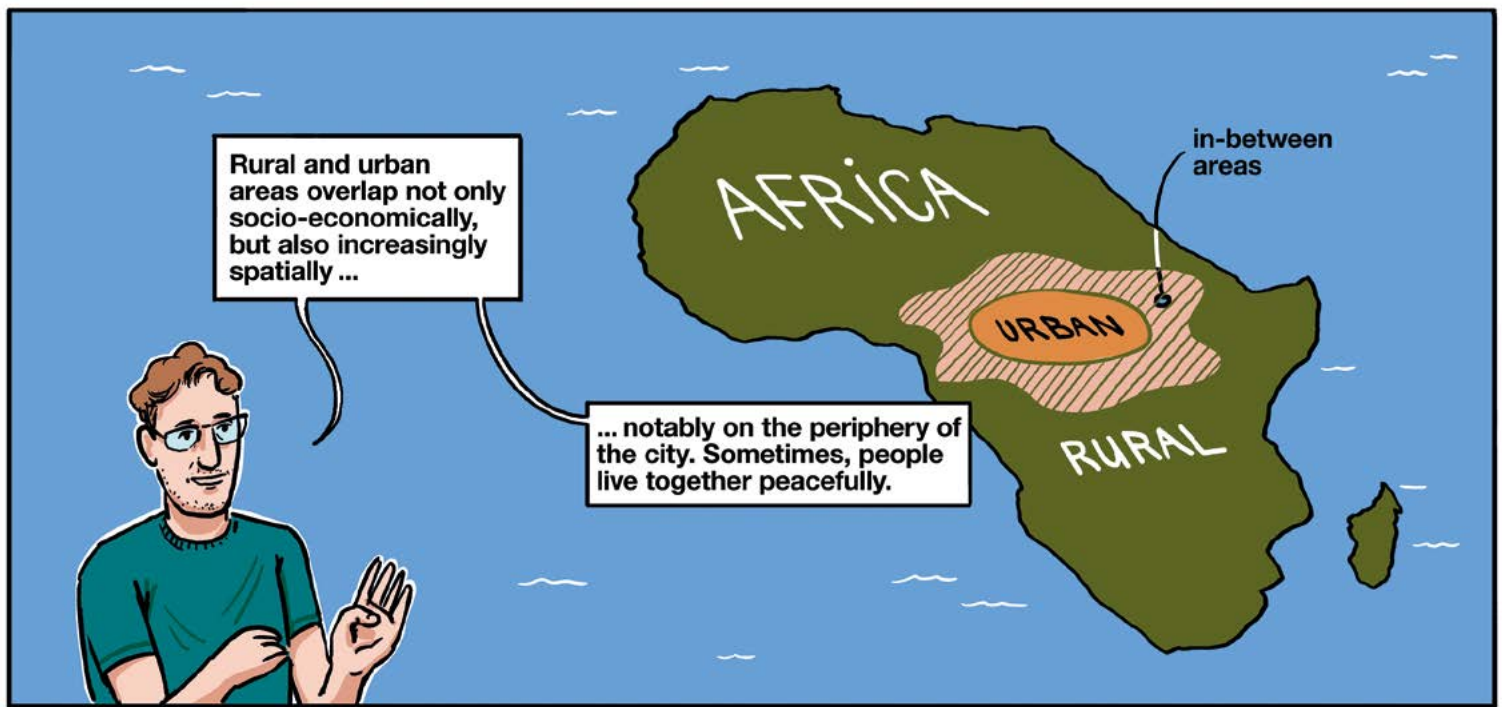 Rural and urban
areas overlap not only
socio-economically,
but also increasingly
spatially ...
... notably on the periphery of
the city. Sometimes, people
live together peacefully.
AFRICA
in-between
areas
URBAN
RURAL